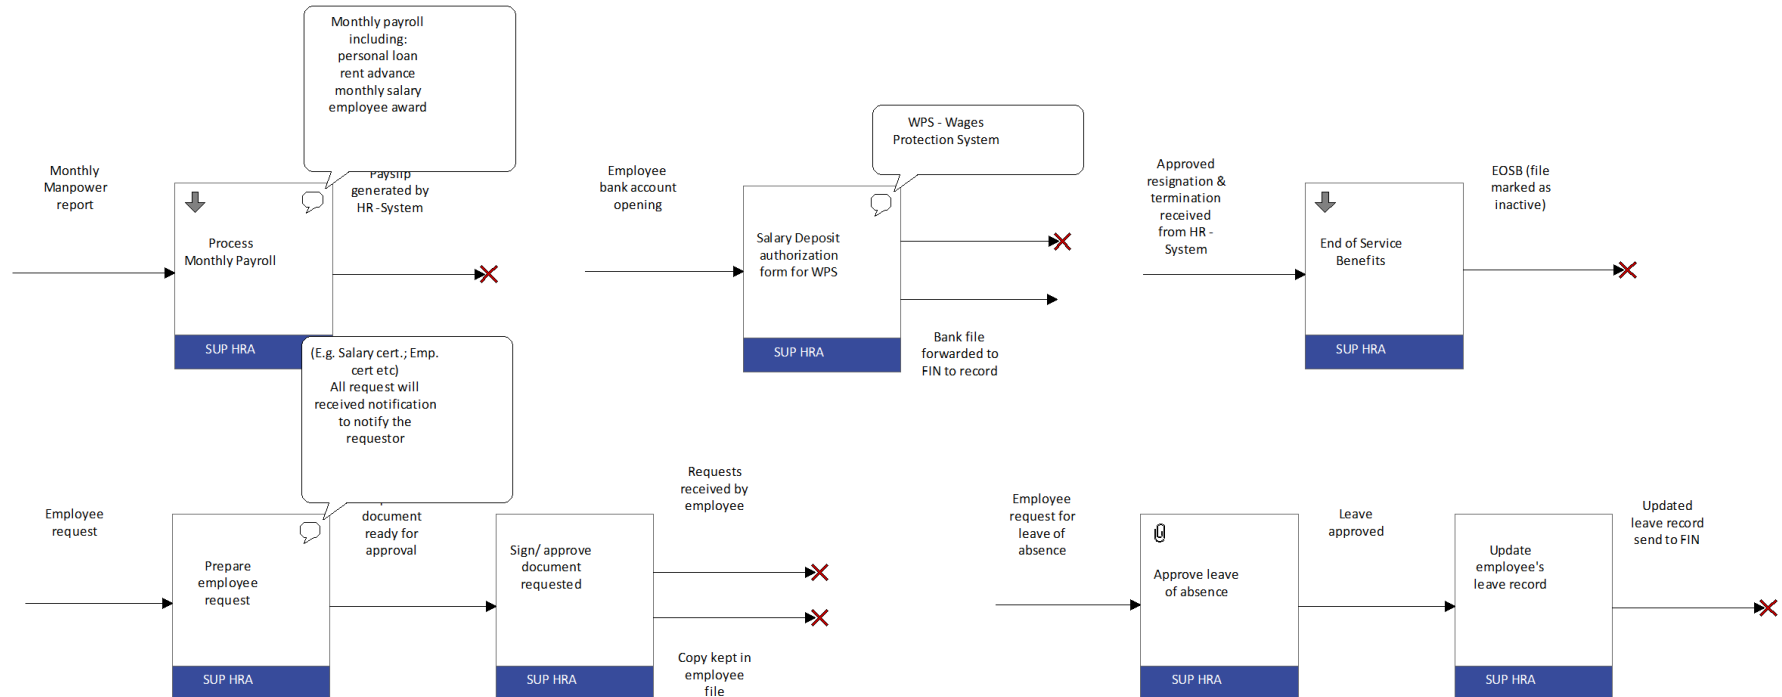 Monthly payroll
including:
personal loan
rent advance
monthly salary
employee award
Monthly
Manpower
report
Payslip
generated by
HR-System
Process
Monthly Payroll
SUP HRA
WPS - Wages
Protection System
Employee
bank account
opening
Salary Deposit
authorization
form for WPS
SUP HRA
Bank file
forwarded to
FIN to record
Approved
resignation &
termination
received
from HR -
System
End of Service
Benefits
SUP HRA
EOSB (file
marked as
inactive)
(E.g. Salary cert.; Emp.
cert etc)
All request will
received notification
to notify the
requestor
Employee
request
Prepare
employee
request
SUP HRA
document
ready for
approval
Sign/ approve
document
requested
SUP HRA
Requests
received by
employee
Copy kept in
employee
file
Employee
request for
leave of
absence
Approve leave
of absence
SUP HRA
Leave
approved
Update
employee's
leave record
SUP HRA
Updated
leave record
send to FIN